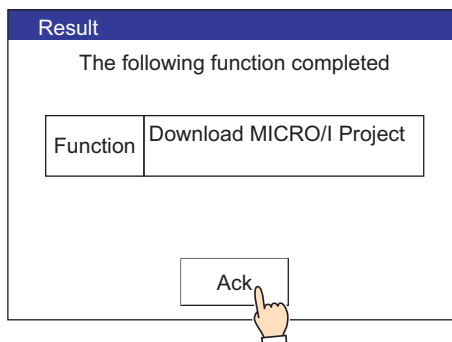 Result
The following function completed
Function
Download MICRO/I Project
Ack